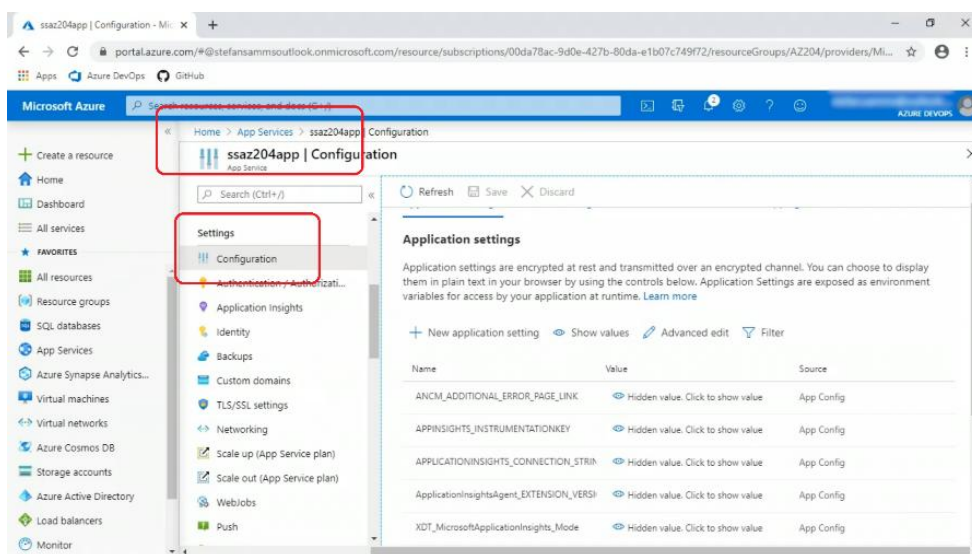 ssaz204app | Configuration - Mic
portal.azure.com/#@stefansammsoutlook.onmicrosoft.com/resource/subscriptions/00da78ac-9d0e-427b-80da-e1b07c749f72/resourceGroups/AZ204/providers/Mi...
Apps Azure DevOps GitHub
Microsoft Azure Search resources, services, and docs (G+/)
AZURE DEVOPS
Home > App Services > ssaz204app | Configuration
ssaz204app | Configuration
App Service
Create a resource
Home
Dashboard
All services
FAVORITES
All resources
Resource groups
SQL databases
App Services
Azure Synapse Analytics...
Virtual machines
Virtual networks
Azure Cosmos DB
Storage accounts
Azure Active Directory
Load balancers
Monitor
Search (Ctrl+/)
Settings
Configuration
Authentication / Authorizati...
Application Insights
Identity
Backups
Custom domains
TLS/SSL settings
Networking
Scale up (App Service plan)
Scale out (App Service plan)
WebJobs
Push
Refresh Save Discard
Application settings
Application settings are encrypted at rest and transmitted over an encrypted channel. You can choose to display
them in plain text in your browser by using the controls below. Application Settings are exposed as environment
variables for access by your application at runtime. Learn more
New application setting Show values Advanced edit Filter
Name Value Source
ANCM_ADDITIONAL_ERROR_PAGE_LINK Hidden value. Click to show value App Config
APPINSIGHTS_INSTRUMENTATIONKEY Hidden value. Click to show value App Config
APPLICATIONINSIGHTS_CONNECTION_STRIN Hidden value. Click to show value App Config
ApplicationInsightsAgent_EXTENSION_VERSI Hidden value. Click to show value App Config
XDT_MicrosoftApplicationInsights_Mode Hidden value. Click to show value App Config